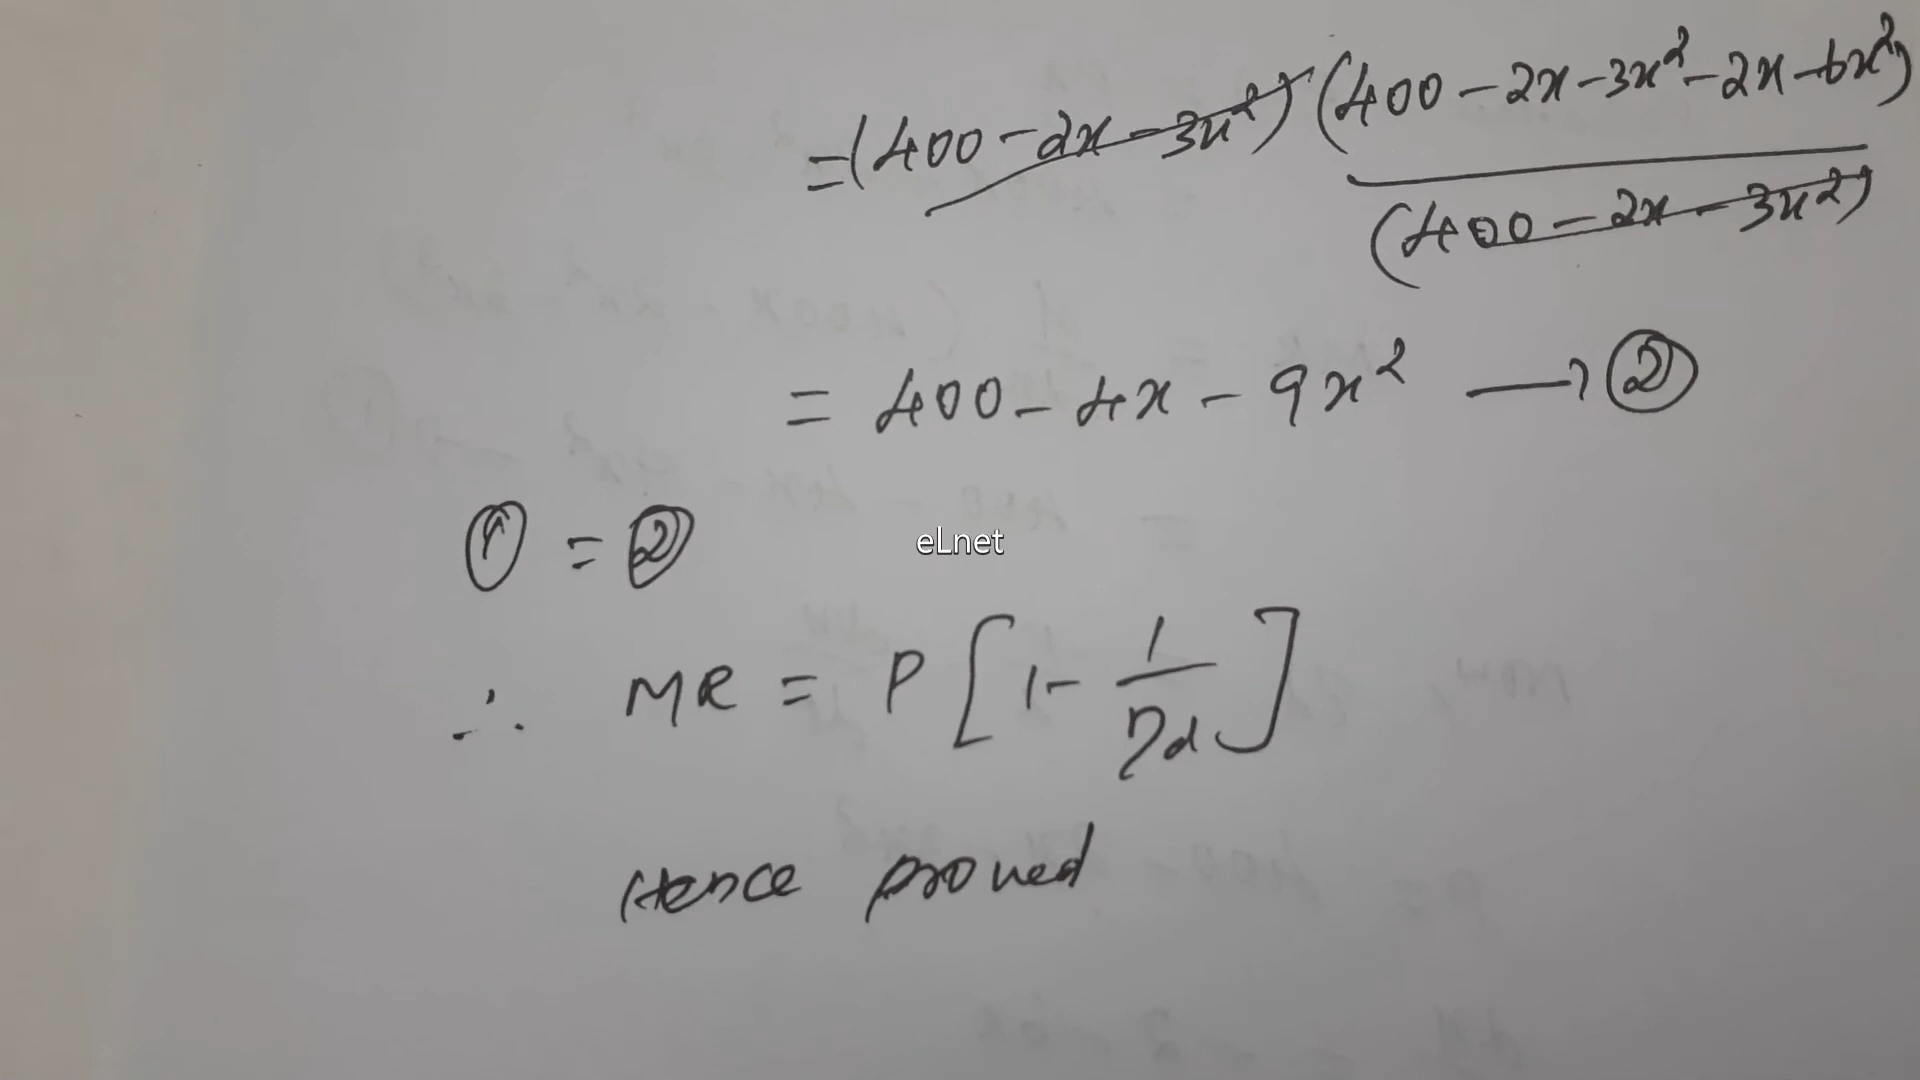 =(400-2x-3x²)(400-2x-3x²-2x-6x²)
(400-2x-3x²)
= 400-4x-9x² → ②
① = ②
eLnet
∴ MR = P[1- 1/ηd]
Hence proved